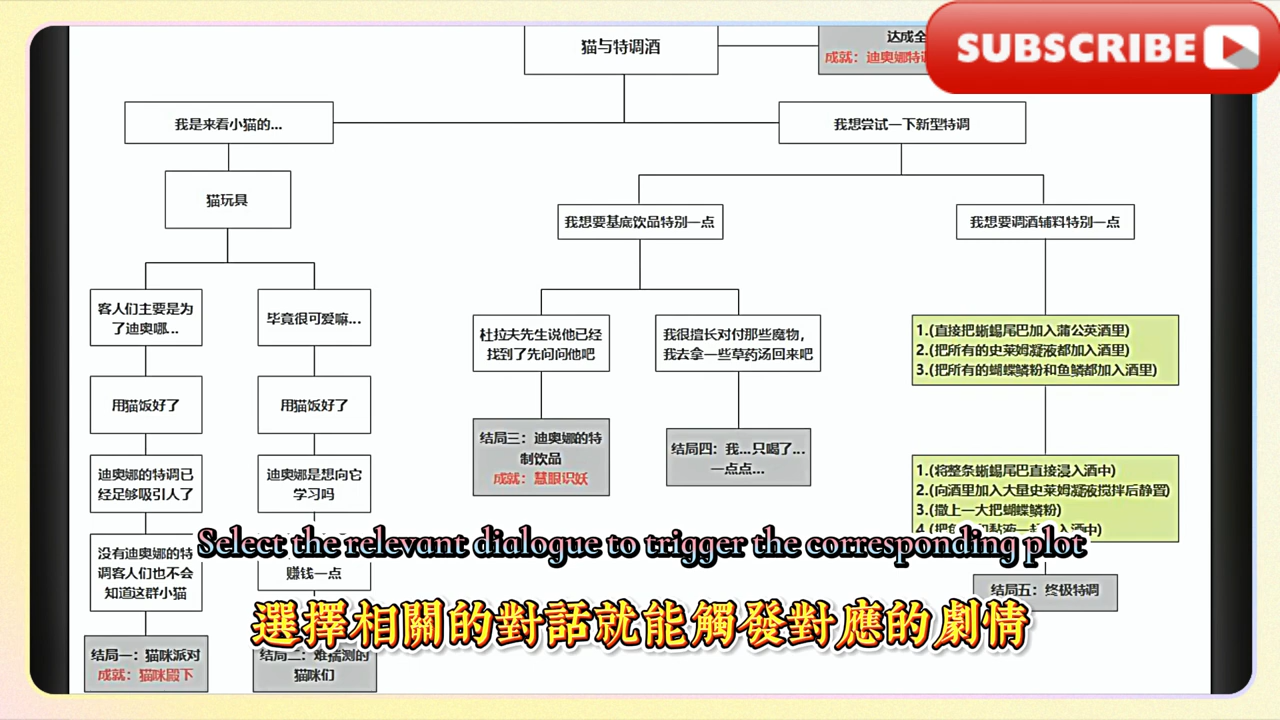 猫与特调酒
达成全
成就：迪奥娜特调
SUBSCRIBE
我是来看小猫的...
我想尝试一下新型特调
猫玩具
我想要基底饮品特别一点
我想要调酒辅料特别一点
客人们主要是为
了迪奥娜...
毕竟很可爱嘛...
杜拉夫先生说他已经
找到了先问问他吧
我很擅长对付那些魔物，
我去拿一些草药汤回来吧
1.(直接把蜥蜴尾巴加入蒲公英酒里)
2.(把所有的史莱姆凝液都加入酒里)
3.(把所有的蝴蝶鳞粉和鱼鳞都加入酒里)
用猫饭好了
用猫饭好了
结局三：迪奥娜的特
制饮品
成就：慧眼识妖
结局四：我...只喝了...
一点点...
迪奥娜的特调已
经足够吸引人了
迪奥娜是想向它
学习吗
1.(将整条蜥蜴尾巴直接浸入酒中)
2.(向酒里加入大量史莱姆凝液搅拌后静置)
3.(撒上一大把蝴蝶鳞粉)
Select the relevant dialogue to trigger the corresponding plot
没有迪奥娜的特
调客人们也不会
知道这群小猫
赚钱一点
结局五：终极特调
選擇相關的對話就能觸發對應的劇情
结局一：猫咪派对
成就：猫咪殿下
结局二：难揣测的
猫咪们